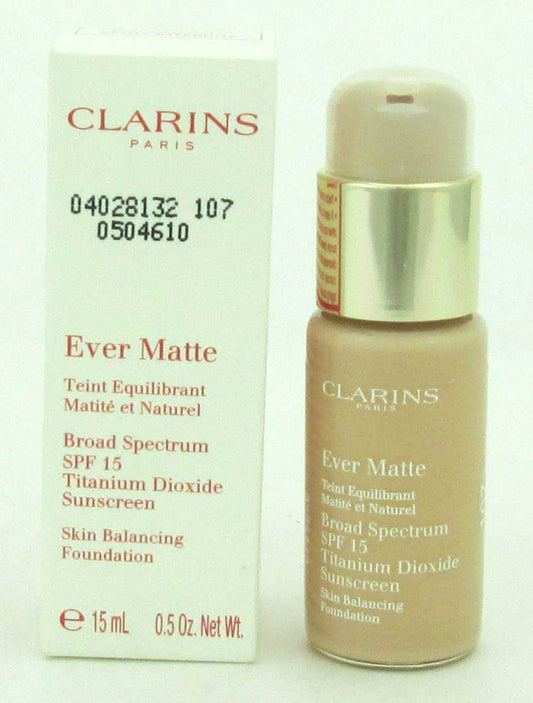 CLARINS
PARIS
04028132 107
0504610
Ever Matte
Teint Equilibrant
Matité et Naturel
Broad Spectrum
SPF 15
Titanium Dioxide
Sunscreen
Skin Balancing
Foundation
℮ 15 mL 0.5 Oz. Net Wt.
CLARINS
PARIS
Ever Matte
Teint Equilibrant
Matité et Naturel
Broad Spectrum
SPF 15
Titanium Dioxide
Sunscreen
Skin Balancing
Foundation